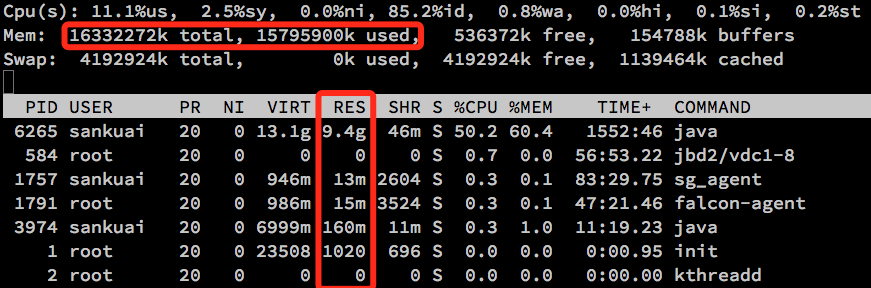 Cpu(s): 11.1%us, 2.5%sy, 0.0%ni, 85.2%id, 0.8%wa, 0.0%hi, 0.1%si, 0.2%st
Mem: 16332272k total, 15795900k used, 536372k free, 154788k buffers
Swap: 4192924k total, 0k used, 4192924k free, 1139464k cached
PID USER PR NI VIRT RES SHR S %CPU %MEM TIME+ COMMAND
6265 sankuai 20 0 13.1g 9.4g 46m S 50.2 60.4 1552:46 java
584 root 20 0 0 0 0 S 0.7 0.0 56:53.22 jbd2/vdc1-8
1757 sankuai 20 0 946m 13m 2604 S 0.3 0.1 83:29.75 sg_agent
1791 root 20 0 986m 15m 3524 S 0.3 0.1 47:21.46 falcon-agent
3974 sankuai 20 0 6999m 160m 11m S 0.3 1.0 11:19.23 java
1 root 20 0 23508 1020 696 S 0.0 0.0 0:00.95 init
2 root 20 0 0 0 0 S 0.0 0.0 0:00.00 kthreadd